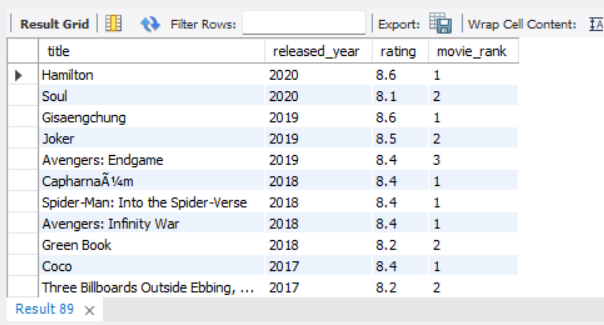 Result Grid Filter Rows: Export: Wrap Cell Content:
title released_year rating movie_rank
Hamilton 2020 8.6 1
Soul 2020 8.1 2
Gisaengchung 2019 8.6 1
Joker 2019 8.5 2
Avengers: Endgame 2019 8.4 3
CapharnaÃ¼m 2018 8.4 1
Spider-Man: Into the Spider-Verse 2018 8.4 1
Avengers: Infinity War 2018 8.4 1
Green Book 2018 8.2 2
Coco 2017 8.4 1
Three Billboards Outside Ebbing, ... 2017 8.2 2
Result 89 ×